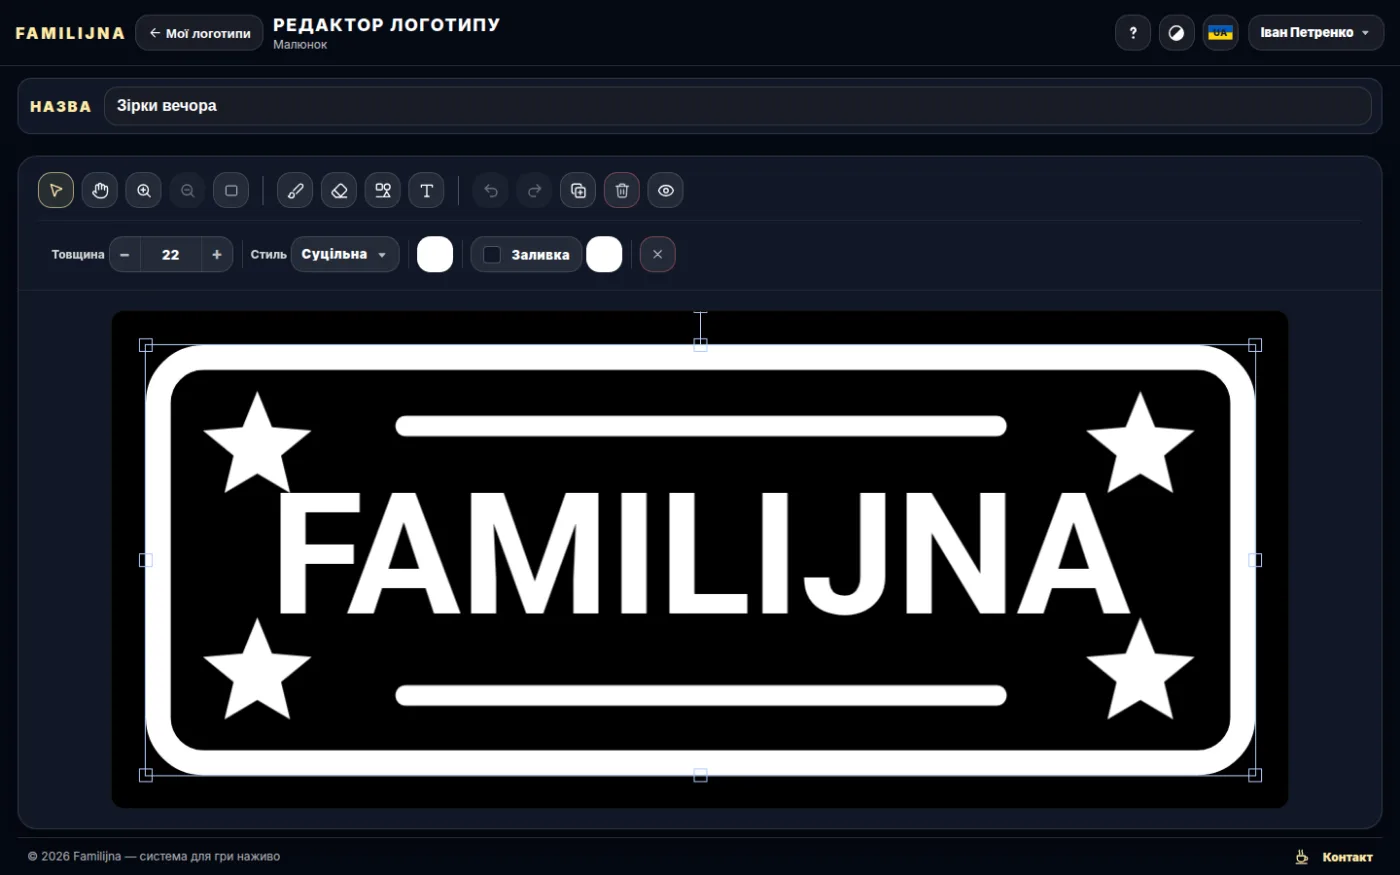 FAMILIJNA
← Мої логотипи
РЕДАКТОР ЛОГОТИПУ
Малюнок
?
UA
Іван Петренко
НАЗВА
Зірки вечора
T
Товщина
− 22 +
Стиль
Суцільна
Заливка
FAMILIJNA
© 2026 Familijna — система для гри наживо
Контакт